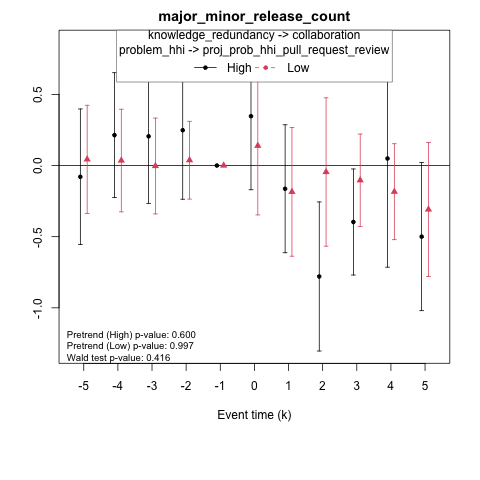 major_minor_release_count
knowledge_redundancy -> collaboration
problem_hhi -> proj_prob_hhi_pull_request_review
High Low
0.5
0.0
-0.5
-1.0
Pretrend (High) p-value: 0.600
Pretrend (Low) p-value: 0.997
Wald test p-value: 0.416
-5 -4 -3 -2 -1 0 1 2 3 4 5
Event time (k)